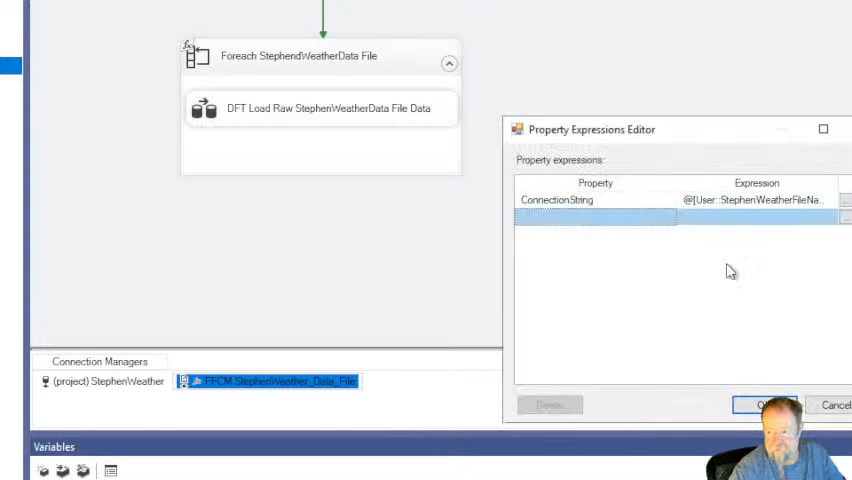 Foreach StephendWeatherData File
DFT Load Raw StephenWeatherData File Data
Property Expressions Editor
Property expressions:
Property Expression
ConnectionString @[User::StephenWeatherFileNa...
...
Delete
Cancel
Connection Managers
(project) StephenWeather
FFCM StephenWeather_Data_File
Variables